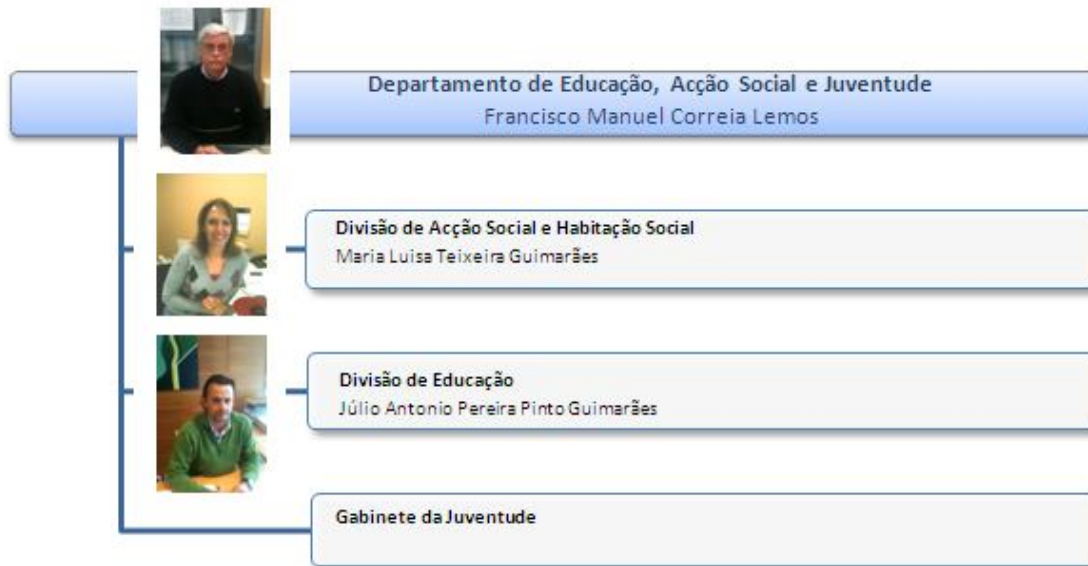 Departamento de Educação, Acção Social e Juventude
Francisco Manuel Correia Lemos
Divisão de Acção Social e Habitação Social
Maria Luisa Teixeira Guimarães
Divisão de Educação
Júlio Antonio Pereira Pinto Guimarães
Gabinete da Juventude